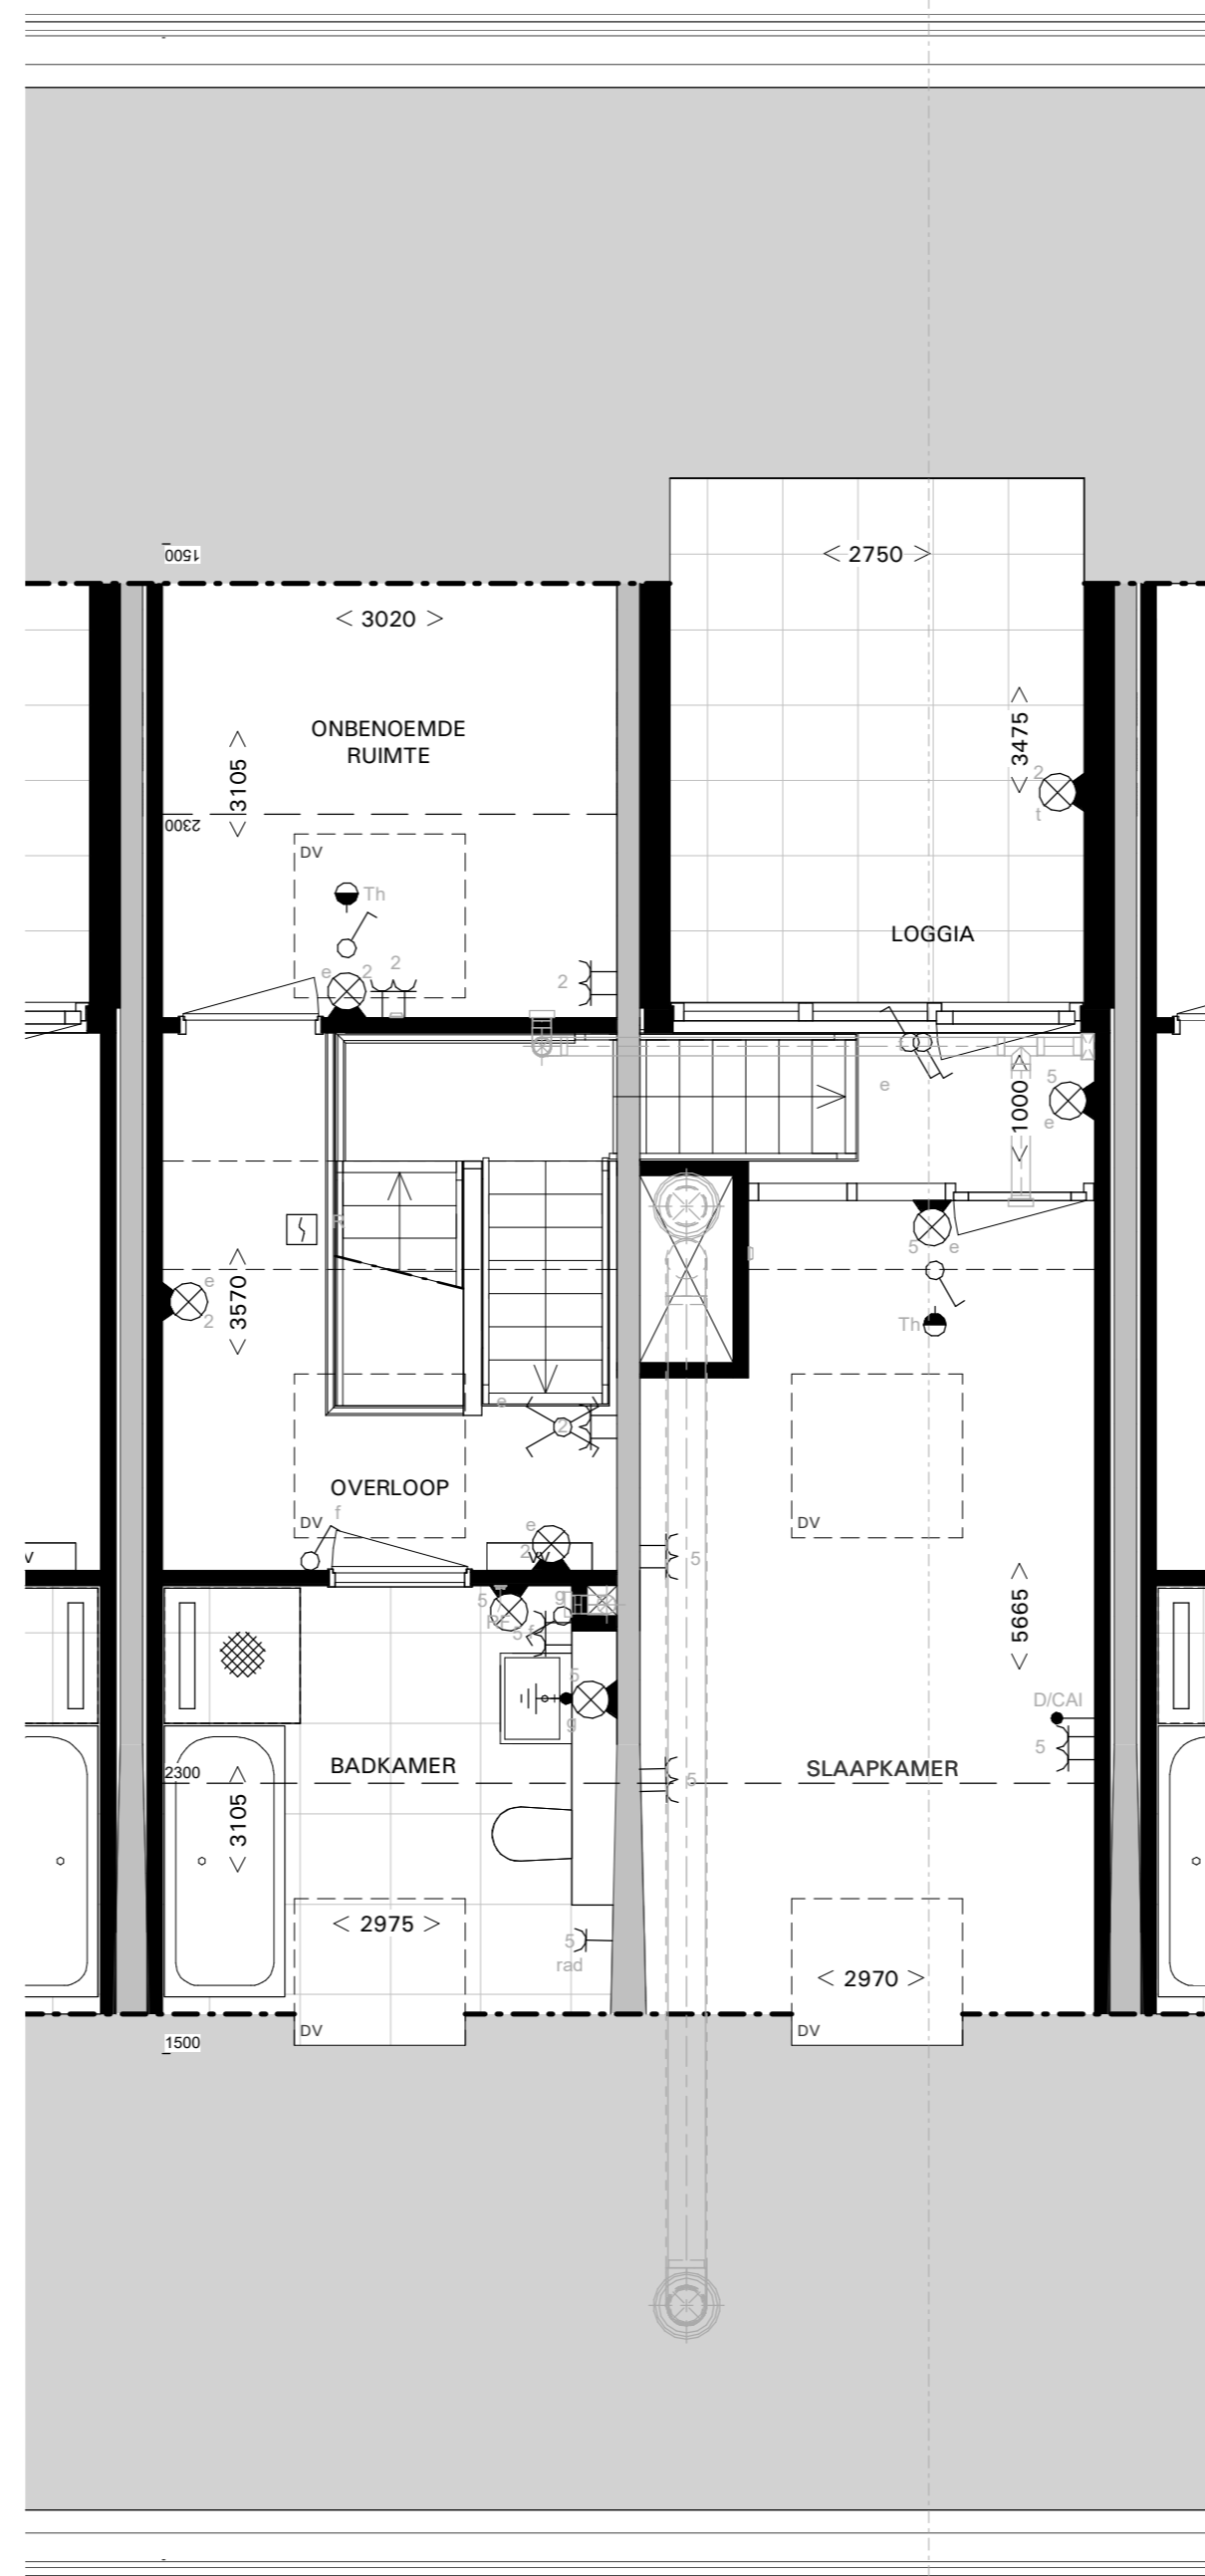 1500
< 2750 >
< 3020 >
ONBENOEMDE
RUIMTE
< 3105 >
< 3475 >
2
t
2300
DV
Th
e
2
2
2
LOGGIA
e
< 1000 >
5
e
5
e
Th
e
2
< 3570 >
e
2
OVERLOOP
DV
f
DV
e
2
VV
V
5
5
g
5
f
5
g
< 5665 >
D/CAI
5
BADKAMER
SLAAPKAMER
2300
5
< 3105 >
< 2975 >
5
rad
< 2970 >
DV
DV
1500